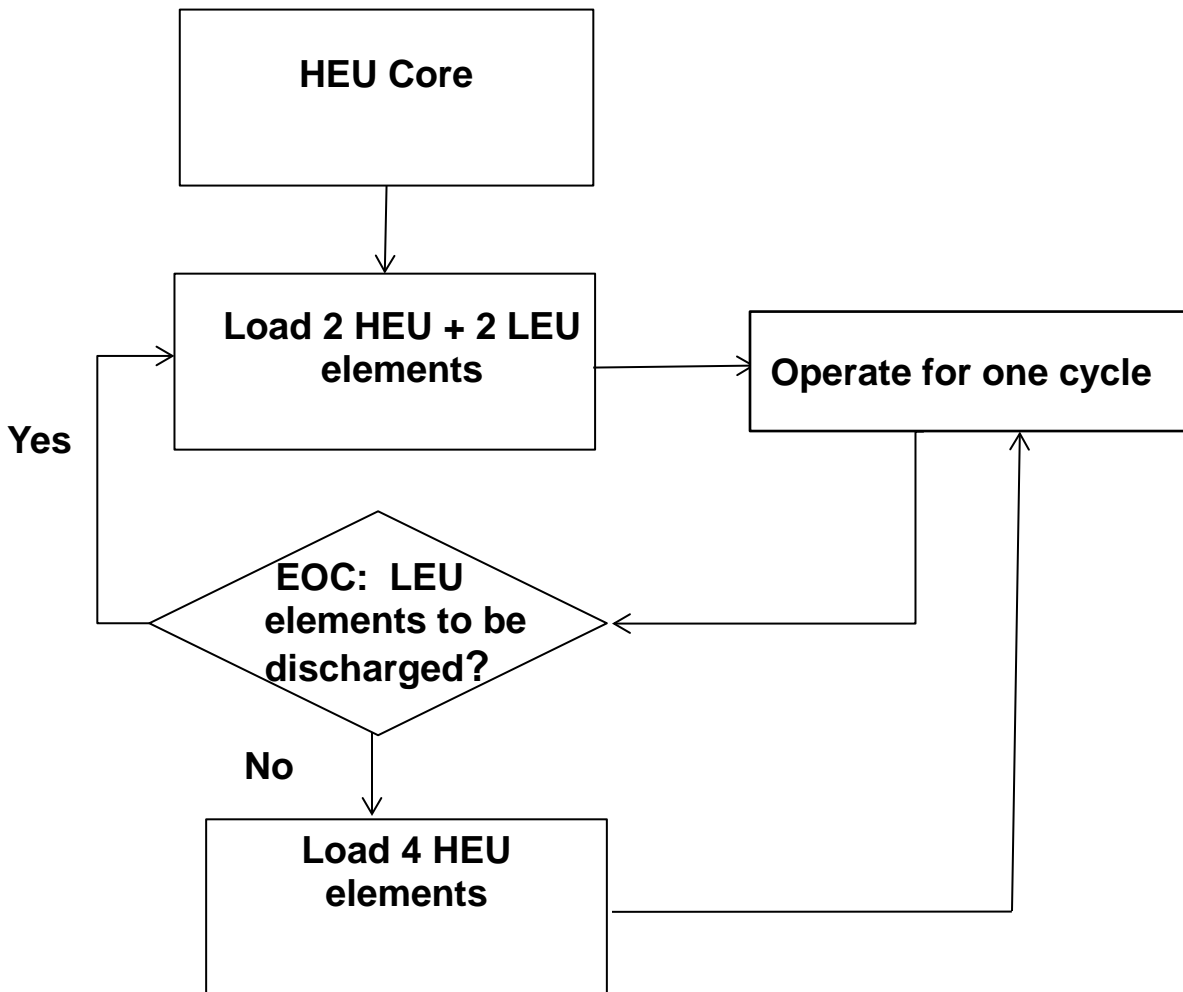 HEU Core
Load 2 HEU + 2 LEU
elements
Operate for one cycle
Yes
EOC: LEU
elements to be
discharged?
No
Load 4 HEU
elements